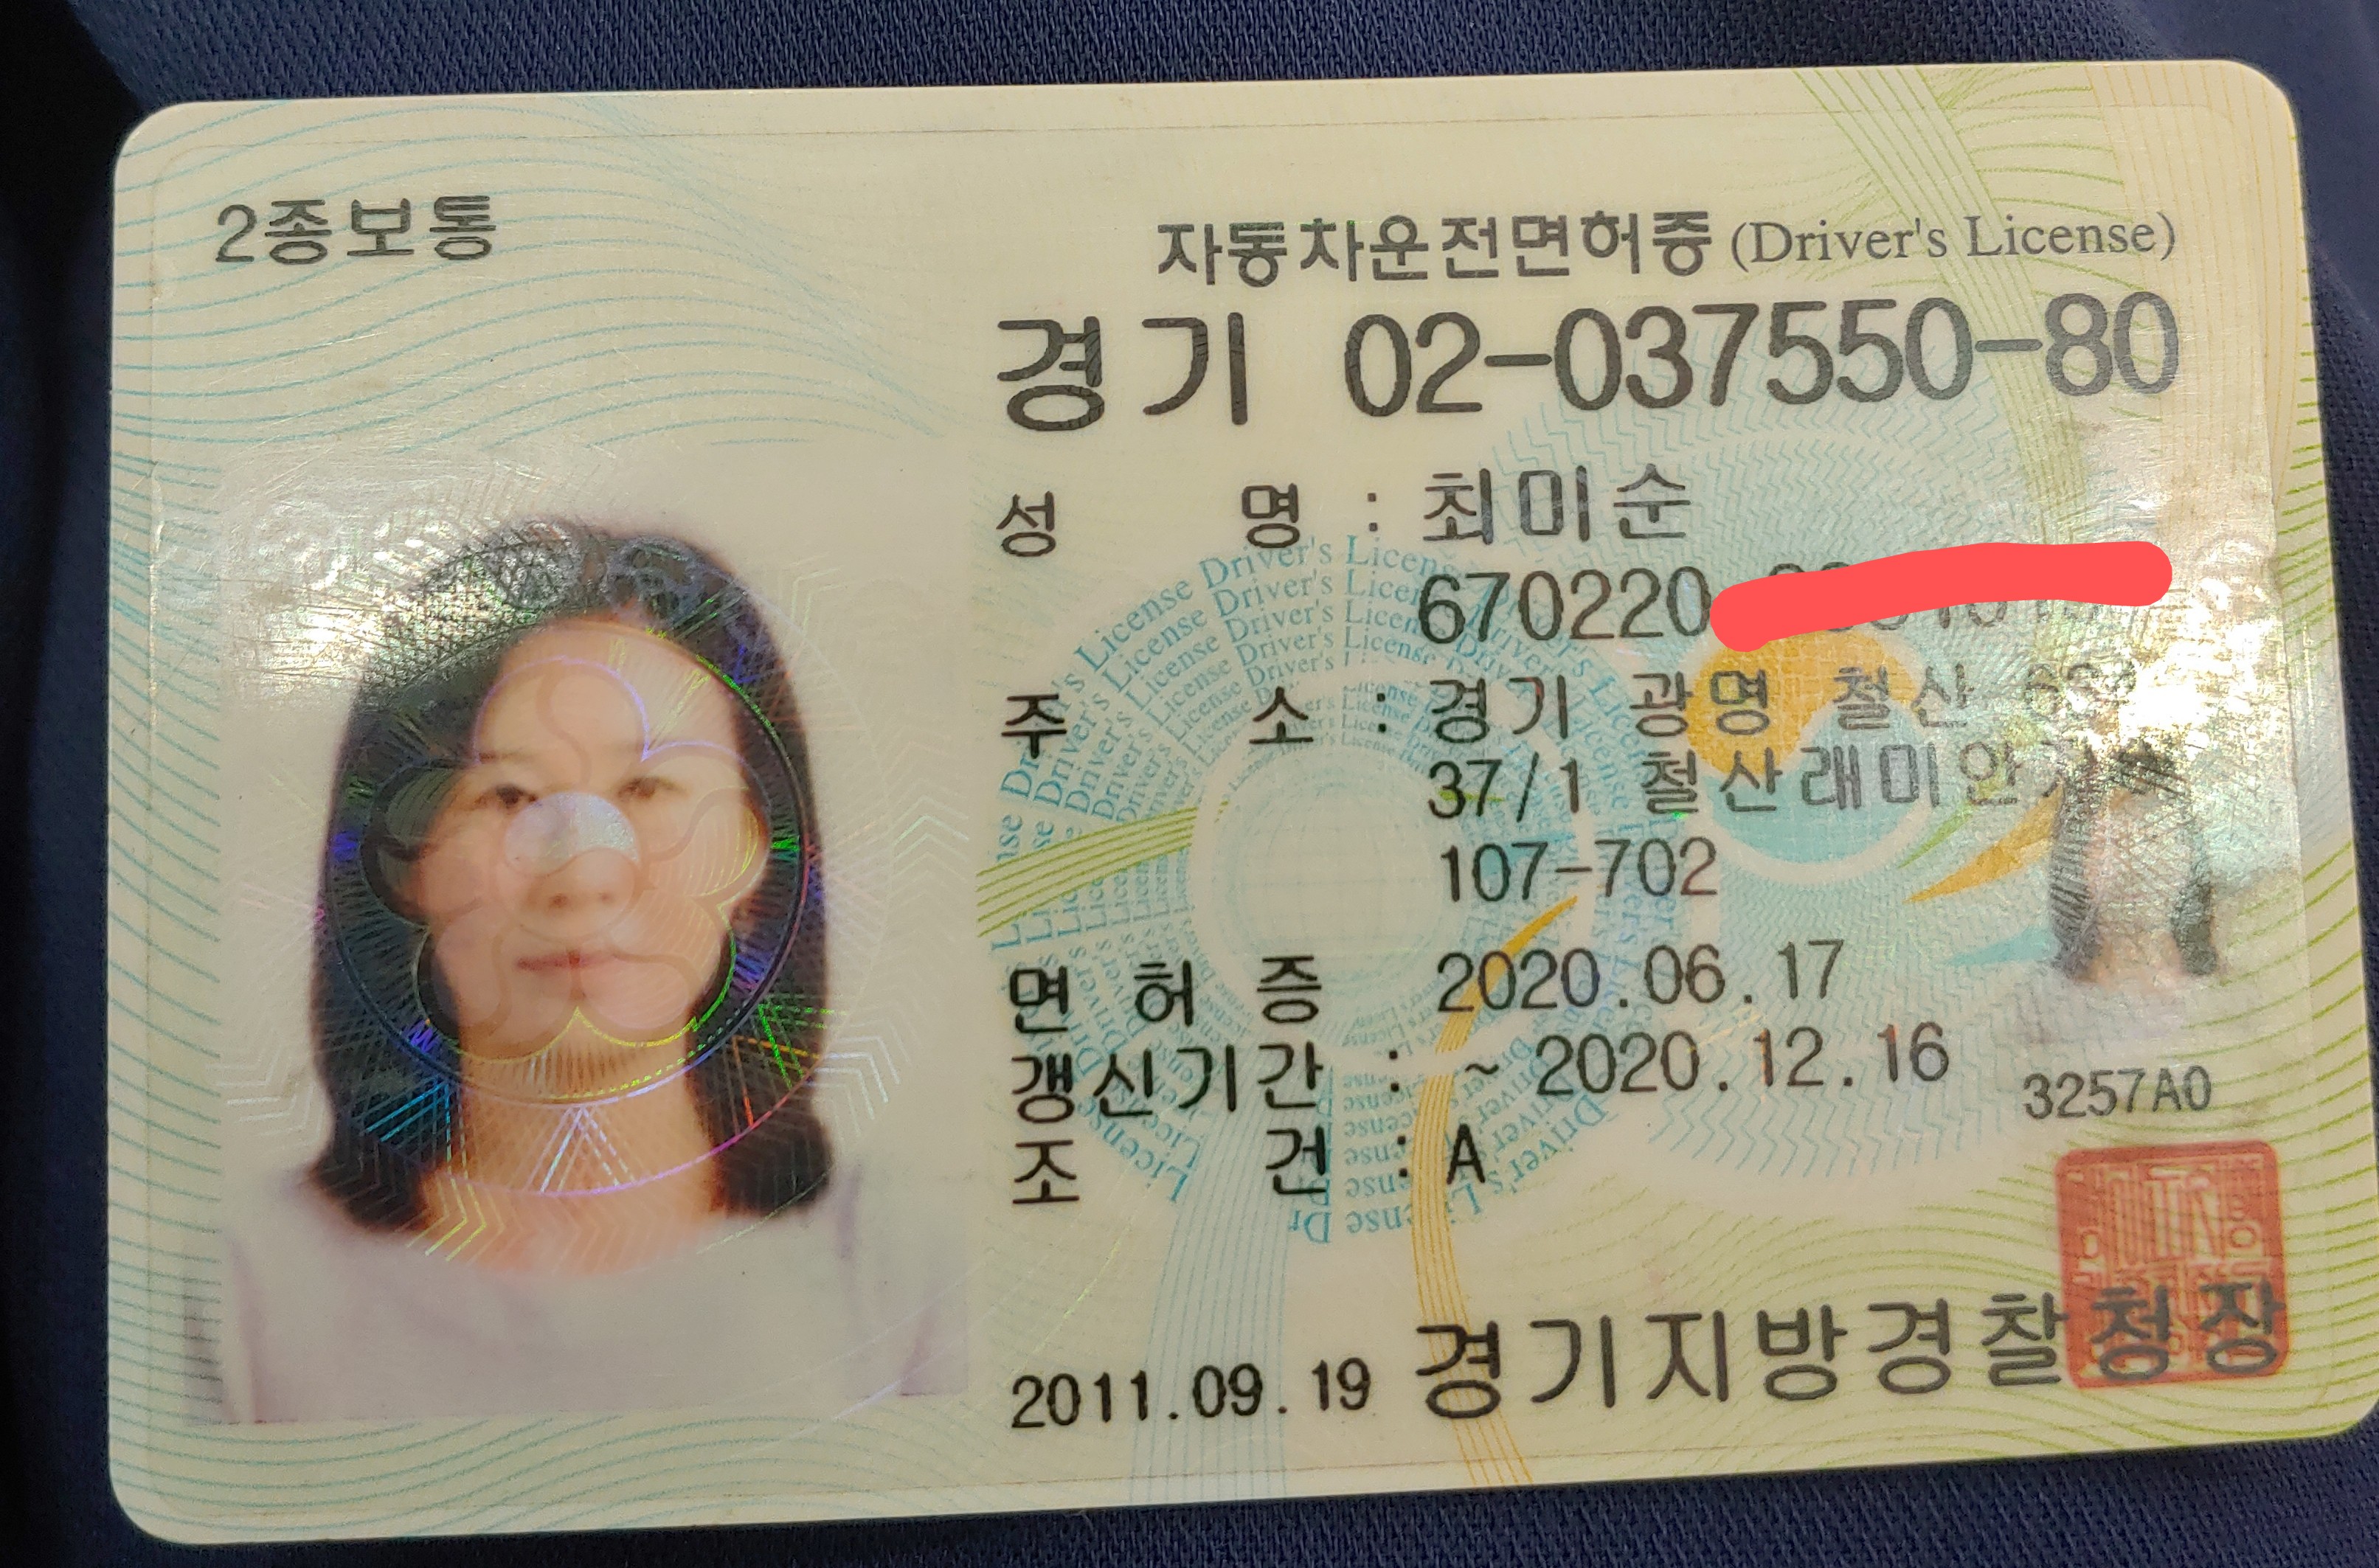 2종보통
자동차운전면허증 (Driver's License)
경기 02-037550-80
성 명 : 최미순
670220
주 소 : 경기 광명 철산
37/1 철산래미안
107-702
면 허 증 2020.06.17
갱신기간 : ~ 2020.12.16
조 건 : A
3257A0
2011.09.19 경기지방경찰청장